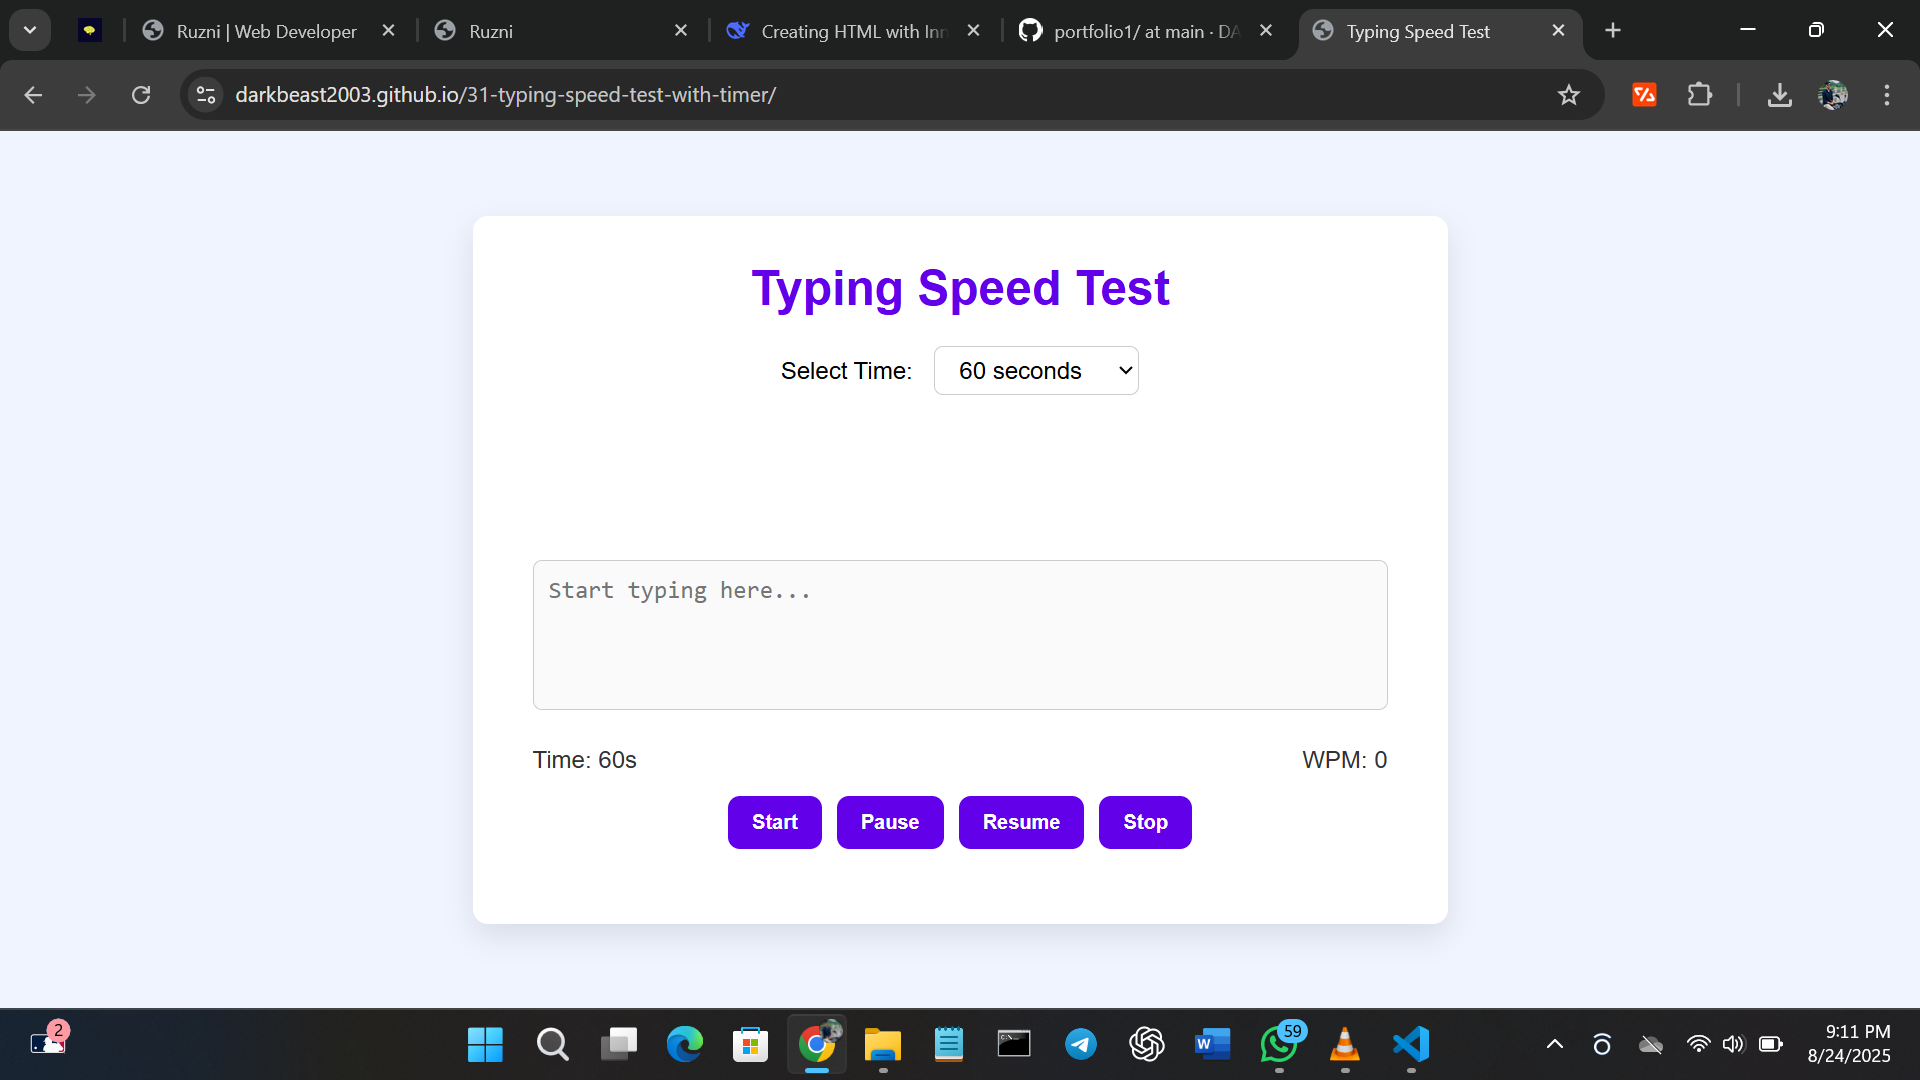 Ruzni | Web Developer
Ruzni
Creating HTML with Inn
portfolio1/ at main · DA
Typing Speed Test
darkbeast2003.github.io/31-typing-speed-test-with-timer/
Typing Speed Test
Select Time: 60 seconds
Start typing here...
Time: 60s WPM: 0
Start Pause Resume Stop
2
59
9:11 PM
8/24/2025